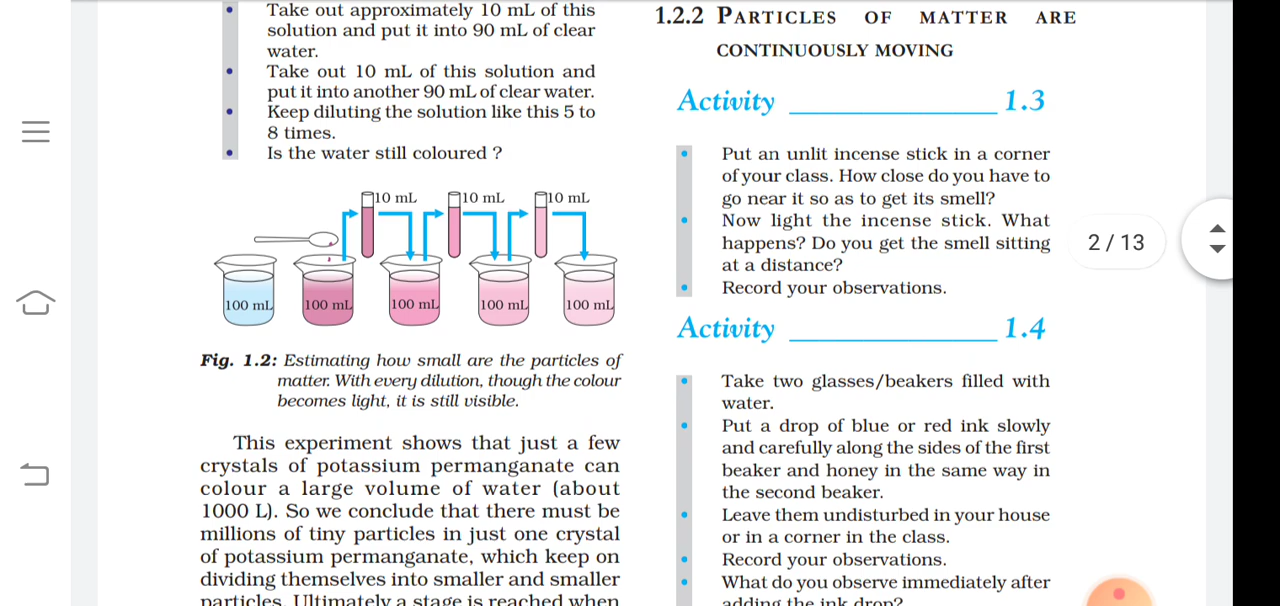 Take out approximately 10 mL of this
solution and put it into 90 mL of clear
water.
Take out 10 mL of this solution and
put it into another 90 mL of clear water.
Keep diluting the solution like this 5 to
8 times.
Is the water still coloured ?
10 mL 10 mL 10 mL
100 mL 100 mL 100 mL 100 mL 100 mL
Fig. 1.2: Estimating how small are the particles of
matter. With every dilution, though the colour
becomes light, it is still visible.
This experiment shows that just a few
crystals of potassium permanganate can
colour a large volume of water (about
1000 L). So we conclude that there must be
millions of tiny particles in just one crystal
of potassium permanganate, which keep on
dividing themselves into smaller and smaller
particles. Ultimately a stage is reached when
1.2.2 PARTICLES OF MATTER ARE
CONTINUOUSLY MOVING
Activity 1.3
Put an unlit incense stick in a corner
of your class. How close do you have to
go near it so as to get its smell?
Now light the incense stick. What
happens? Do you get the smell sitting
at a distance?
Record your observations.
Activity 1.4
Take two glasses/beakers filled with
water.
Put a drop of blue or red ink slowly
and carefully along the sides of the first
beaker and honey in the same way in
the second beaker.
Leave them undisturbed in your house
or in a corner in the class.
Record your observations.
What do you observe immediately after
adding the ink drop?
2 / 13